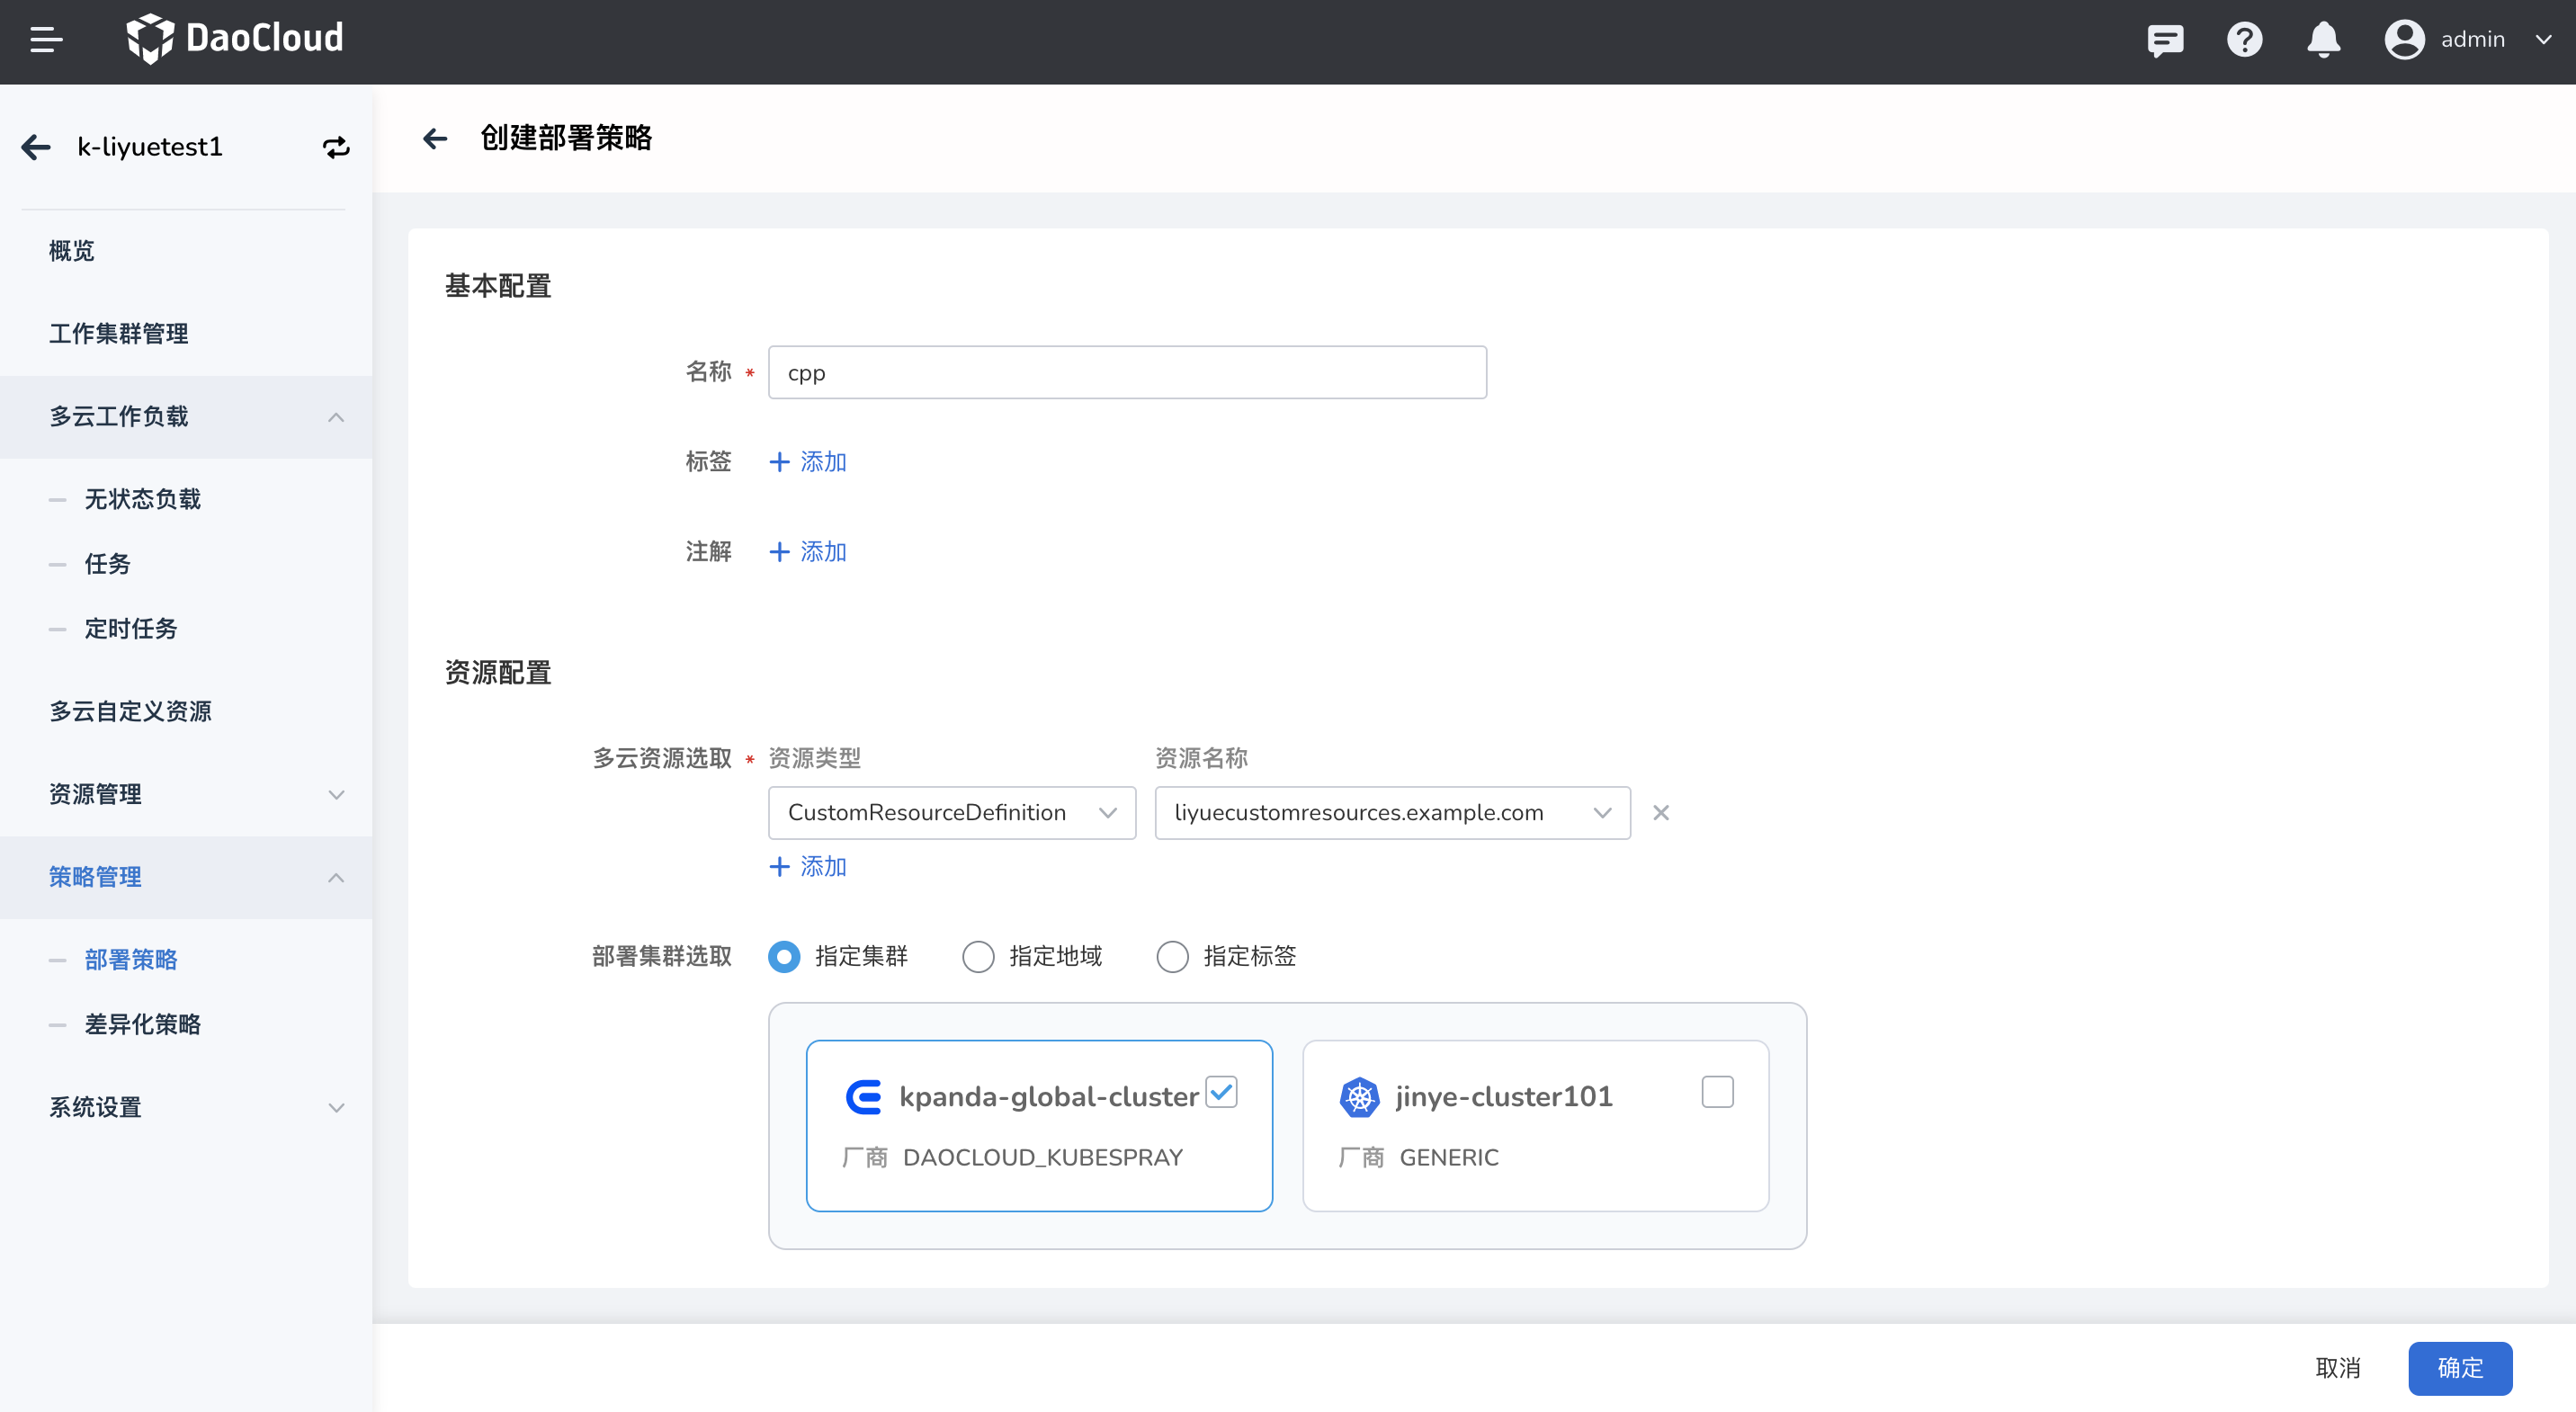 DaoCloud
admin
k-liyuetest1
概览
工作集群管理
多云工作负载
无状态负载
任务
定时任务
多云自定义资源
资源管理
策略管理
部署策略
差异化策略
系统设置
创建部署策略
基本配置
名称 *
cpp
标签
添加
注解
添加
资源配置
多云资源选取 * 资源类型 资源名称
CustomResourceDefinition liyuecustomresources.example.com
添加
部署集群选取 指定集群 指定地域 指定标签
kpanda-global-cluster
厂商 DAOCLOUD_KUBESPRAY
jinye-cluster101
厂商 GENERIC
取消 确定